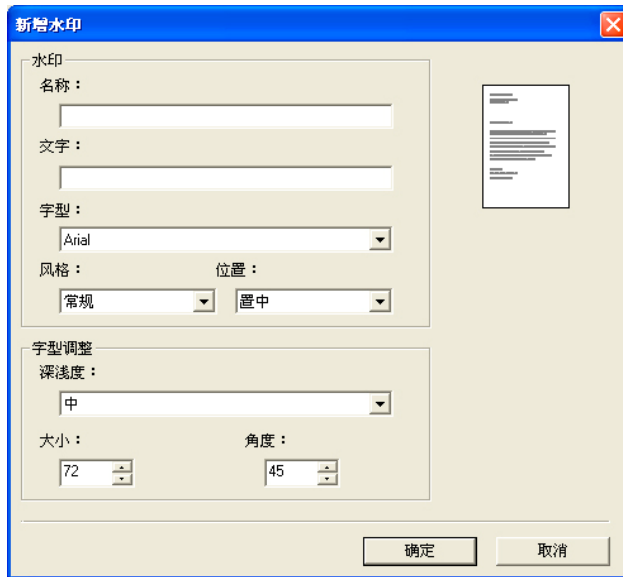 新增水印
水印
名称：
文字：
字型：
Arial
风格： 位置：
常规 置中
字型调整
深浅度：
中
大小： 角度：
72 45
确定 取消